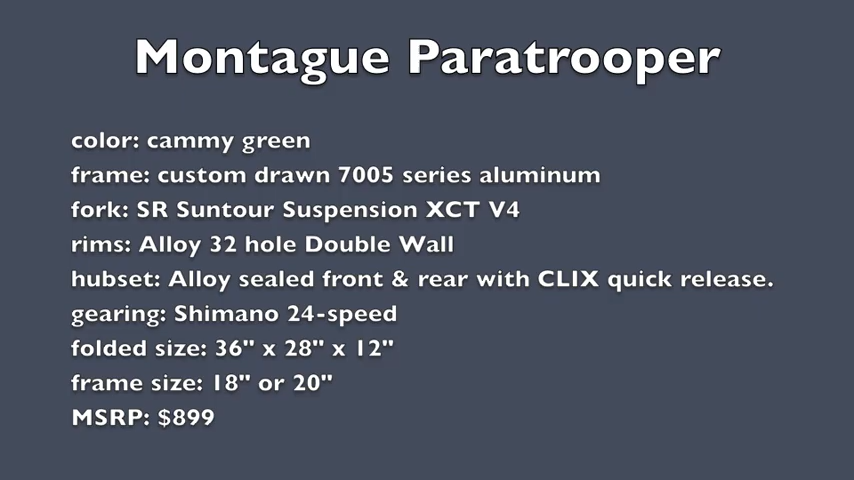 Montague Paratrooper
color: cammy green
frame: custom drawn 7005 series aluminum
fork: SR Suntour Suspension XCT V4
rims: Alloy 32 hole Double Wall
hubset: Alloy sealed front & rear with CLIX quick release.
gearing: Shimano 24-speed
folded size: 36" x 28" x 12"
frame size: 18" or 20"
MSRP: $899